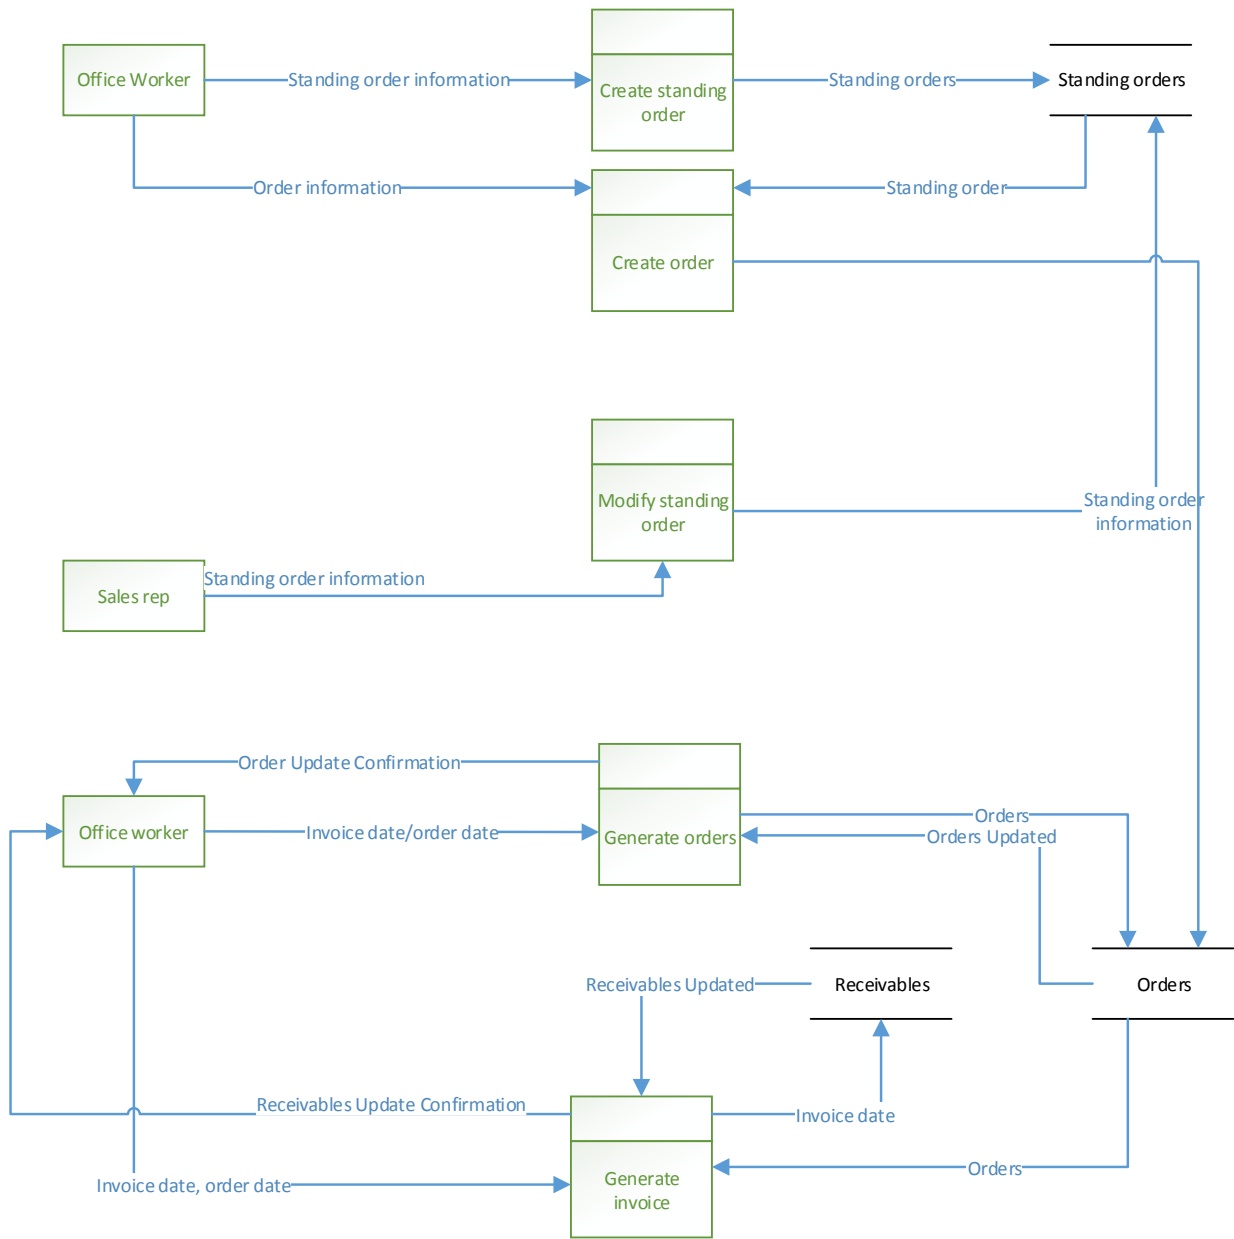 Office Worker
Standing order information
Create standing
order
Standing orders
Standing orders
Order information
Standing order
Create order
Modify standing
order
Standing order
information
Standing order information
Sales rep
Order Update Confirmation
Office worker
Invoice date/order date
Generate orders
Orders
Orders Updated
Receivables Updated
Receivables
Orders
Receivables Update Confirmation
Invoice date
Orders
Invoice date, order date
Generate
invoice